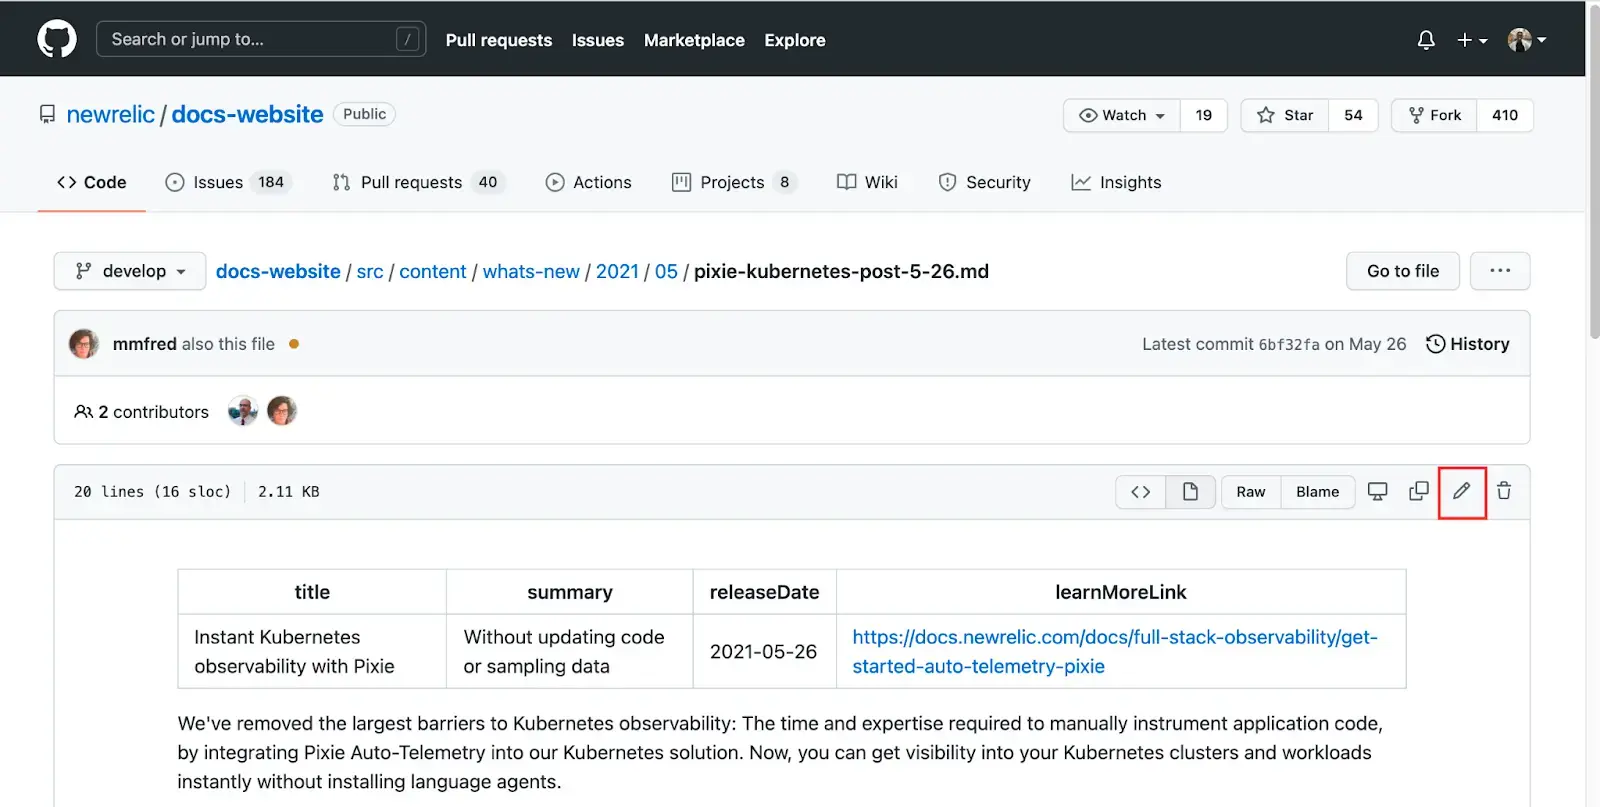 Search or jump to... /
Pull requests Issues Marketplace Explore
newrelic / docs-website Public
Watch 19 Star 54 Fork 410
Code Issues 184 Pull requests 40 Actions Projects 8 Wiki Security Insights
develop docs-website / src / content / whats-new / 2021 / 05 / pixie-kubernetes-post-5-26.md Go to file ...
mmfred also this file Latest commit 6bf32fa on May 26 History
2 contributors
20 lines (16 sloc) 2.11 KB <> Raw Blame
title summary releaseDate learnMoreLink
Instant Kubernetes
observability with Pixie
Without updating code
or sampling data
2021-05-26
https://docs.newrelic.com/docs/full-stack-observability/get-
started-auto-telemetry-pixie
We've removed the largest barriers to Kubernetes observability: The time and expertise required to manually instrument application code,
by integrating Pixie Auto-Telemetry into our Kubernetes solution. Now, you can get visibility into your Kubernetes clusters and workloads
instantly without installing language agents.